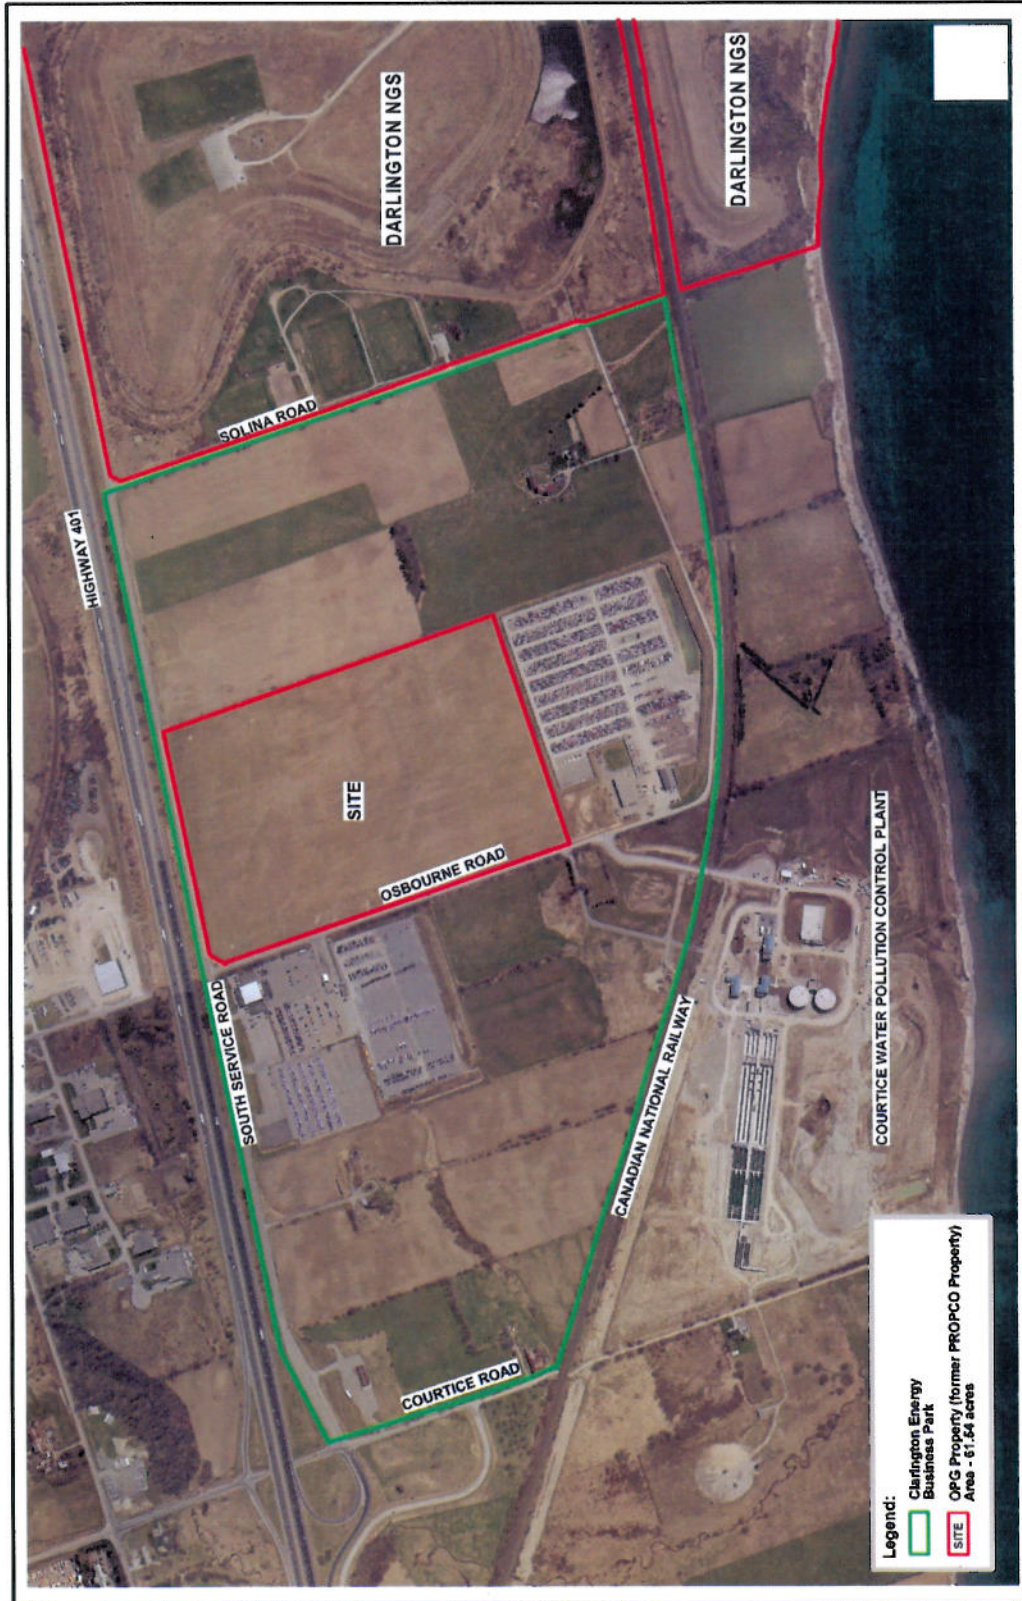 DARLINGTON NGS
DARLINGTON NGS
SOLINA ROAD
HIGHWAY 401
SITE
OSBOURNE ROAD
SOUTH SERVICE ROAD
CANADIAN NATIONAL RAILWAY
COURTICE WATER POLLUTION CONTROL PLANT
COURTICE ROAD
Legend:
Clarington Energy
Business Park
SITE
OPG Property (former PROPCO Property)
Area - 61.54 acres